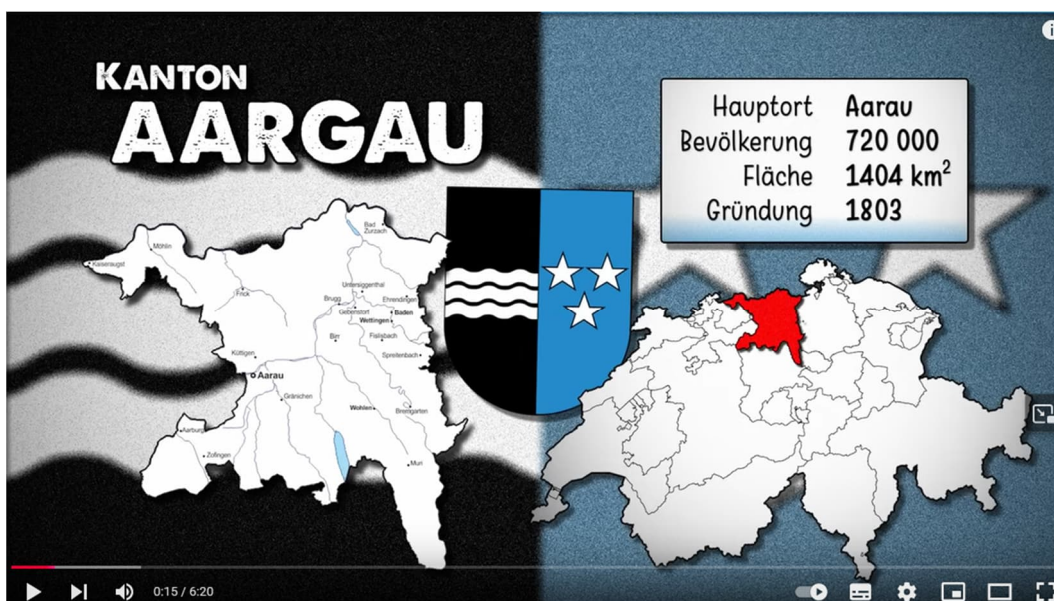 KANTON
AARGAU
Hauptort Aarau
Bevölkerung 720 000
Fläche 1404 km²
Gründung 1803
Bad
Zurzach
Möhlin
Kaiseraugst
Frick
Untersiggenthal
Brugg
Ehrendingen
Gebenstorf
Baden
Wettingen
Birr
Fislisbach
Spreitenbach
Küttigen
Aarau
Gränichen
Wohlen
Bremgarten
Aarburg
Zofingen
Muri
0:15 / 6:20